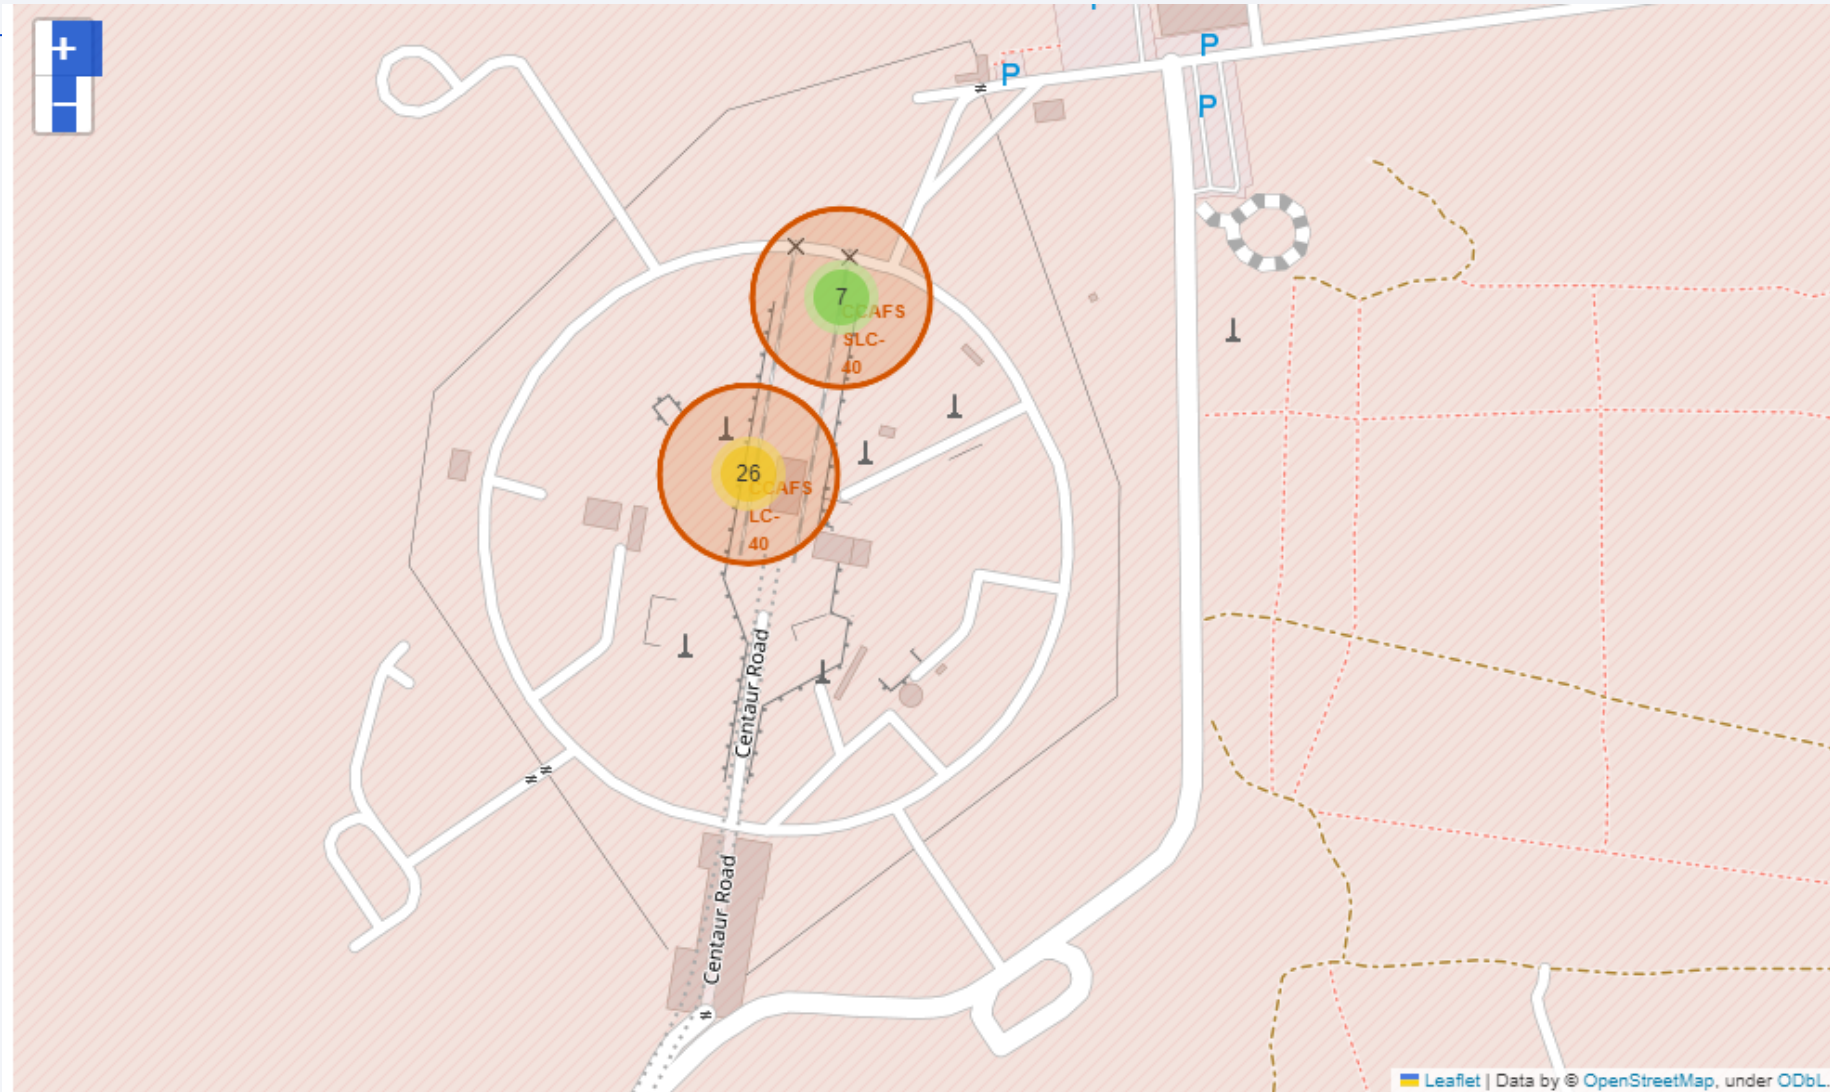 +
−
P
P
P
7
CCAFS
SLC-
40
26
CCAFS
LC-
40
Centaur Road
Centaur Road
Leaflet | Data by © OpenStreetMap, under ODbL.